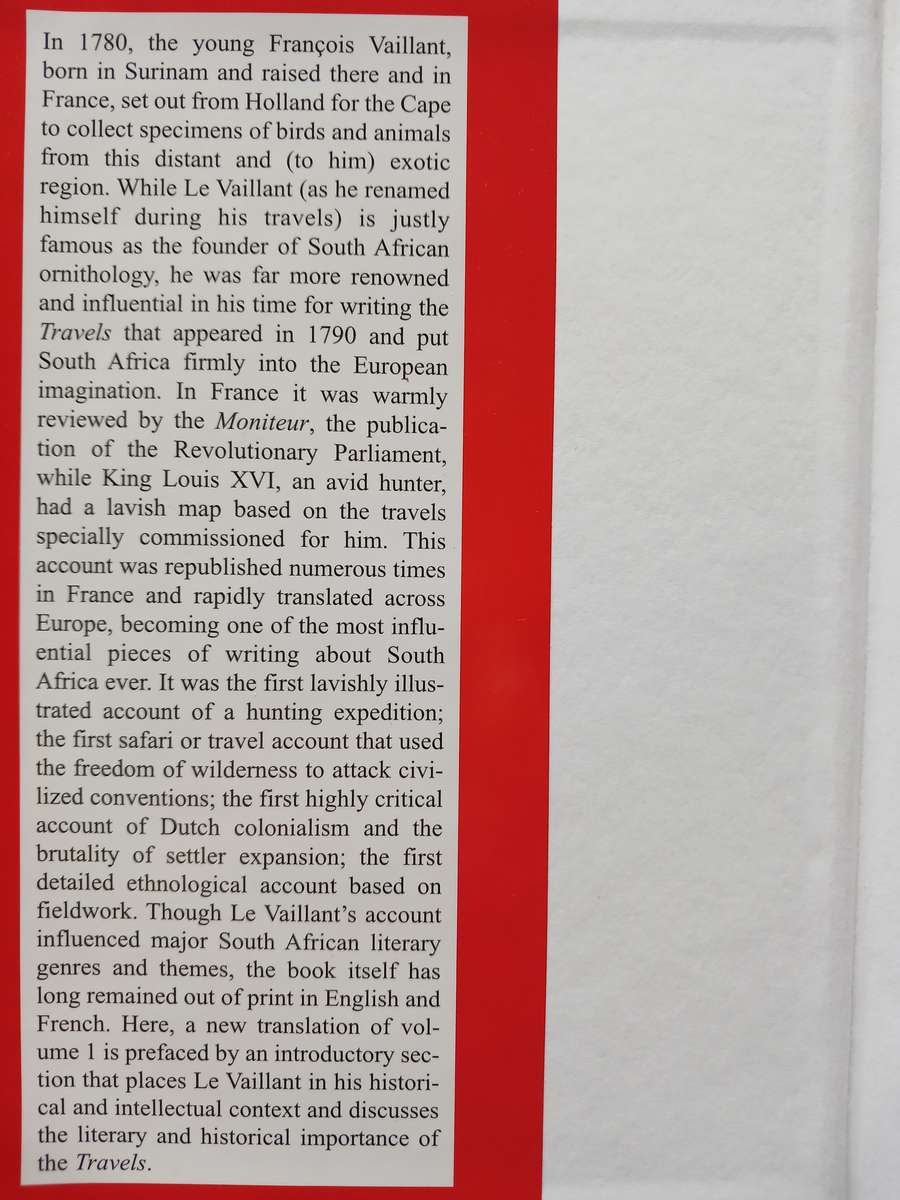 In 1780, the young François Vaillant,
born in Surinam and raised there and in
France, set out from Holland for the Cape
to collect specimens of birds and animals
from this distant and (to him) exotic
region. While Le Vaillant (as he renamed
himself during his travels) is justly
famous as the founder of South African
ornithology, he was far more renowned
and influential in his time for writing the
Travels that appeared in 1790 and put
South Africa firmly into the European
imagination. In France it was warmly
reviewed by the Moniteur, the publica-
tion of the Revolutionary Parliament,
while King Louis XVI, an avid hunter,
had a lavish map based on the travels
specially commissioned for him. This
account was republished numerous times
in France and rapidly translated across
Europe, becoming one of the most influ-
ential pieces of writing about South
Africa ever. It was the first lavishly illus-
trated account of a hunting expedition;
the first safari or travel account that used
the freedom of wilderness to attack civi-
lized conventions; the first highly critical
account of Dutch colonialism and the
brutality of settler expansion; the first
detailed ethnological account based on
fieldwork. Though Le Vaillant’s account
influenced major South African literary
genres and themes, the book itself has
long remained out of print in English and
French. Here, a new translation of vol-
ume 1 is prefaced by an introductory sec-
tion that places Le Vaillant in his histori-
cal and intellectual context and discusses
the literary and historical importance of
the Travels.